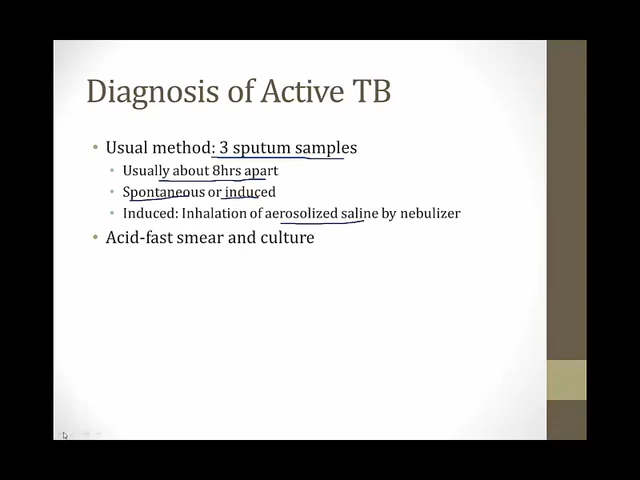 Diagnosis of Active TB
• Usual method: 3 sputum samples
• Usually about 8hrs apart
• Spontaneous or induced
• Induced: Inhalation of aerosolized saline by nebulizer
• Acid-fast smear and culture